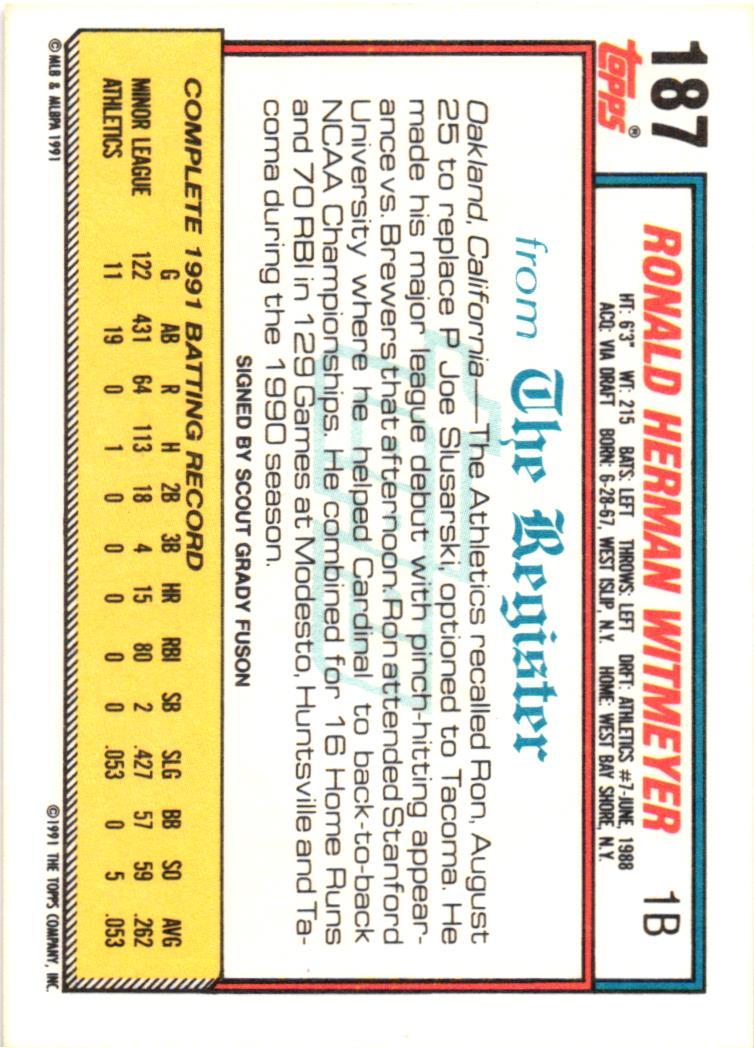 187
topps®
RONALD HERMAN WITMEYER 1B
HT: 6'3" WT: 215 BATS: LEFT THROWS: LEFT DRFT: ATHLETICS #7-JUNE, 1988
ACQ: VIA DRAFT BORN: 6-28-67, WEST ISLIP, N.Y. HOME: WEST BAY SHORE, N.Y.
from The Register
Oakland, California—The Athletics recalled Ron, August
25 to replace P Joe Slusarski, optioned to Tacoma. He
made his major league debut with pinch-hitting appear-
ance vs. Brewers that afternoon. Ron attended Stanford
University where he helped Cardinal to back-to-back
NCAA Championships. He combined for 16 Home Runs
and 70 RBI in 129 Games at Modesto, Huntsville and Ta-
coma during the 1990 season.
SIGNED BY SCOUT GRADY FUSON
COMPLETE 1991 BATTING RECORD
G AB R H 2B 3B HR RBI SB SLG BB SO AVG
MINOR LEAGUE 122 431 64 113 18 4 15 80 2 .427 57 59 .262
ATHLETICS 11 19 0 1 0 0 0 0 0 .053 0 5 .053
© MLB & MLBPA 1991 ©1991 THE TOPPS COMPANY, INC.